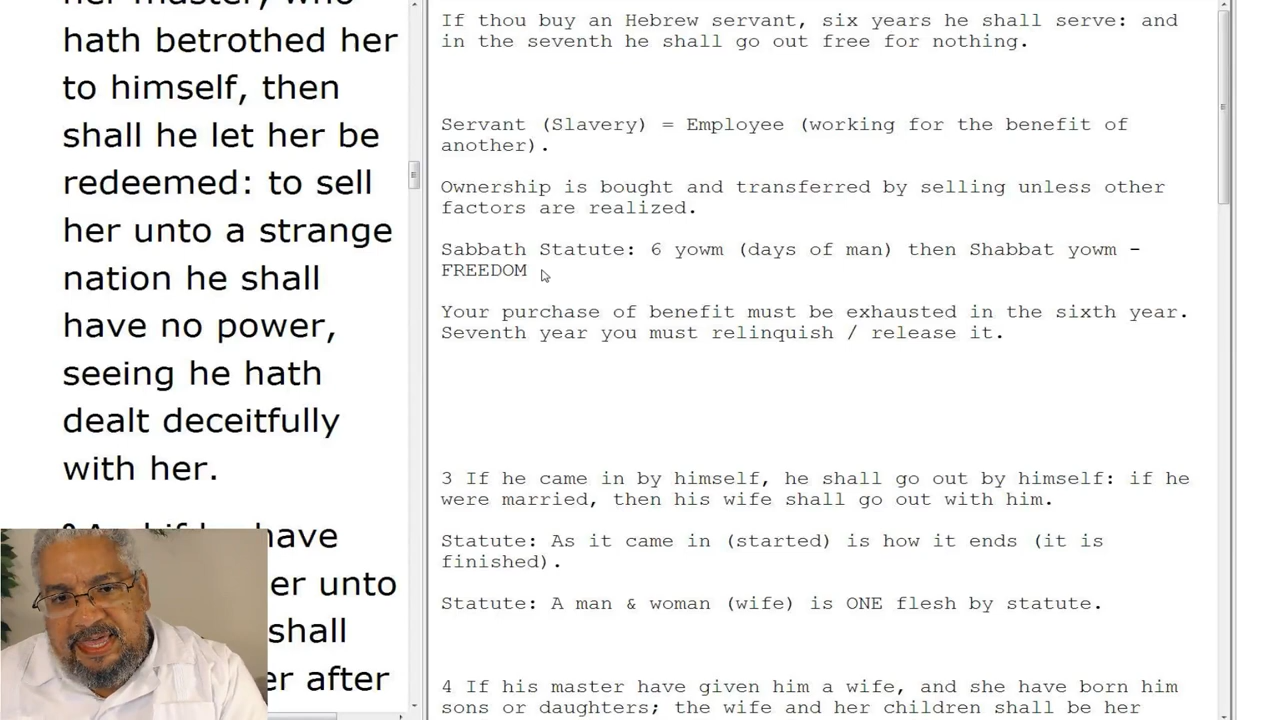 her master, who
hath betrothed her
to himself, then
shall he let her be
redeemed: to sell
her unto a strange
nation he shall
have no power,
seeing he hath
dealt deceitfully
with her.
have
er unto
shall
er after
If thou buy an Hebrew servant, six years he shall serve: and
in the seventh he shall go out free for nothing.
Servant (Slavery) = Employee (working for the benefit of
another).
Ownership is bought and transferred by selling unless other
factors are realized.
Sabbath Statute: 6 yowm (days of man) then Shabbat yowm -
FREEDOM
Your purchase of benefit must be exhausted in the sixth year.
Seventh year you must relinquish / release it.
3 If he came in by himself, he shall go out by himself: if he
were married, then his wife shall go out with him.
Statute: As it came in (started) is how it ends (it is
finished).
Statute: A man & woman (wife) is ONE flesh by statute.
4 If his master have given him a wife, and she have born him
sons or daughters; the wife and her children shall be her